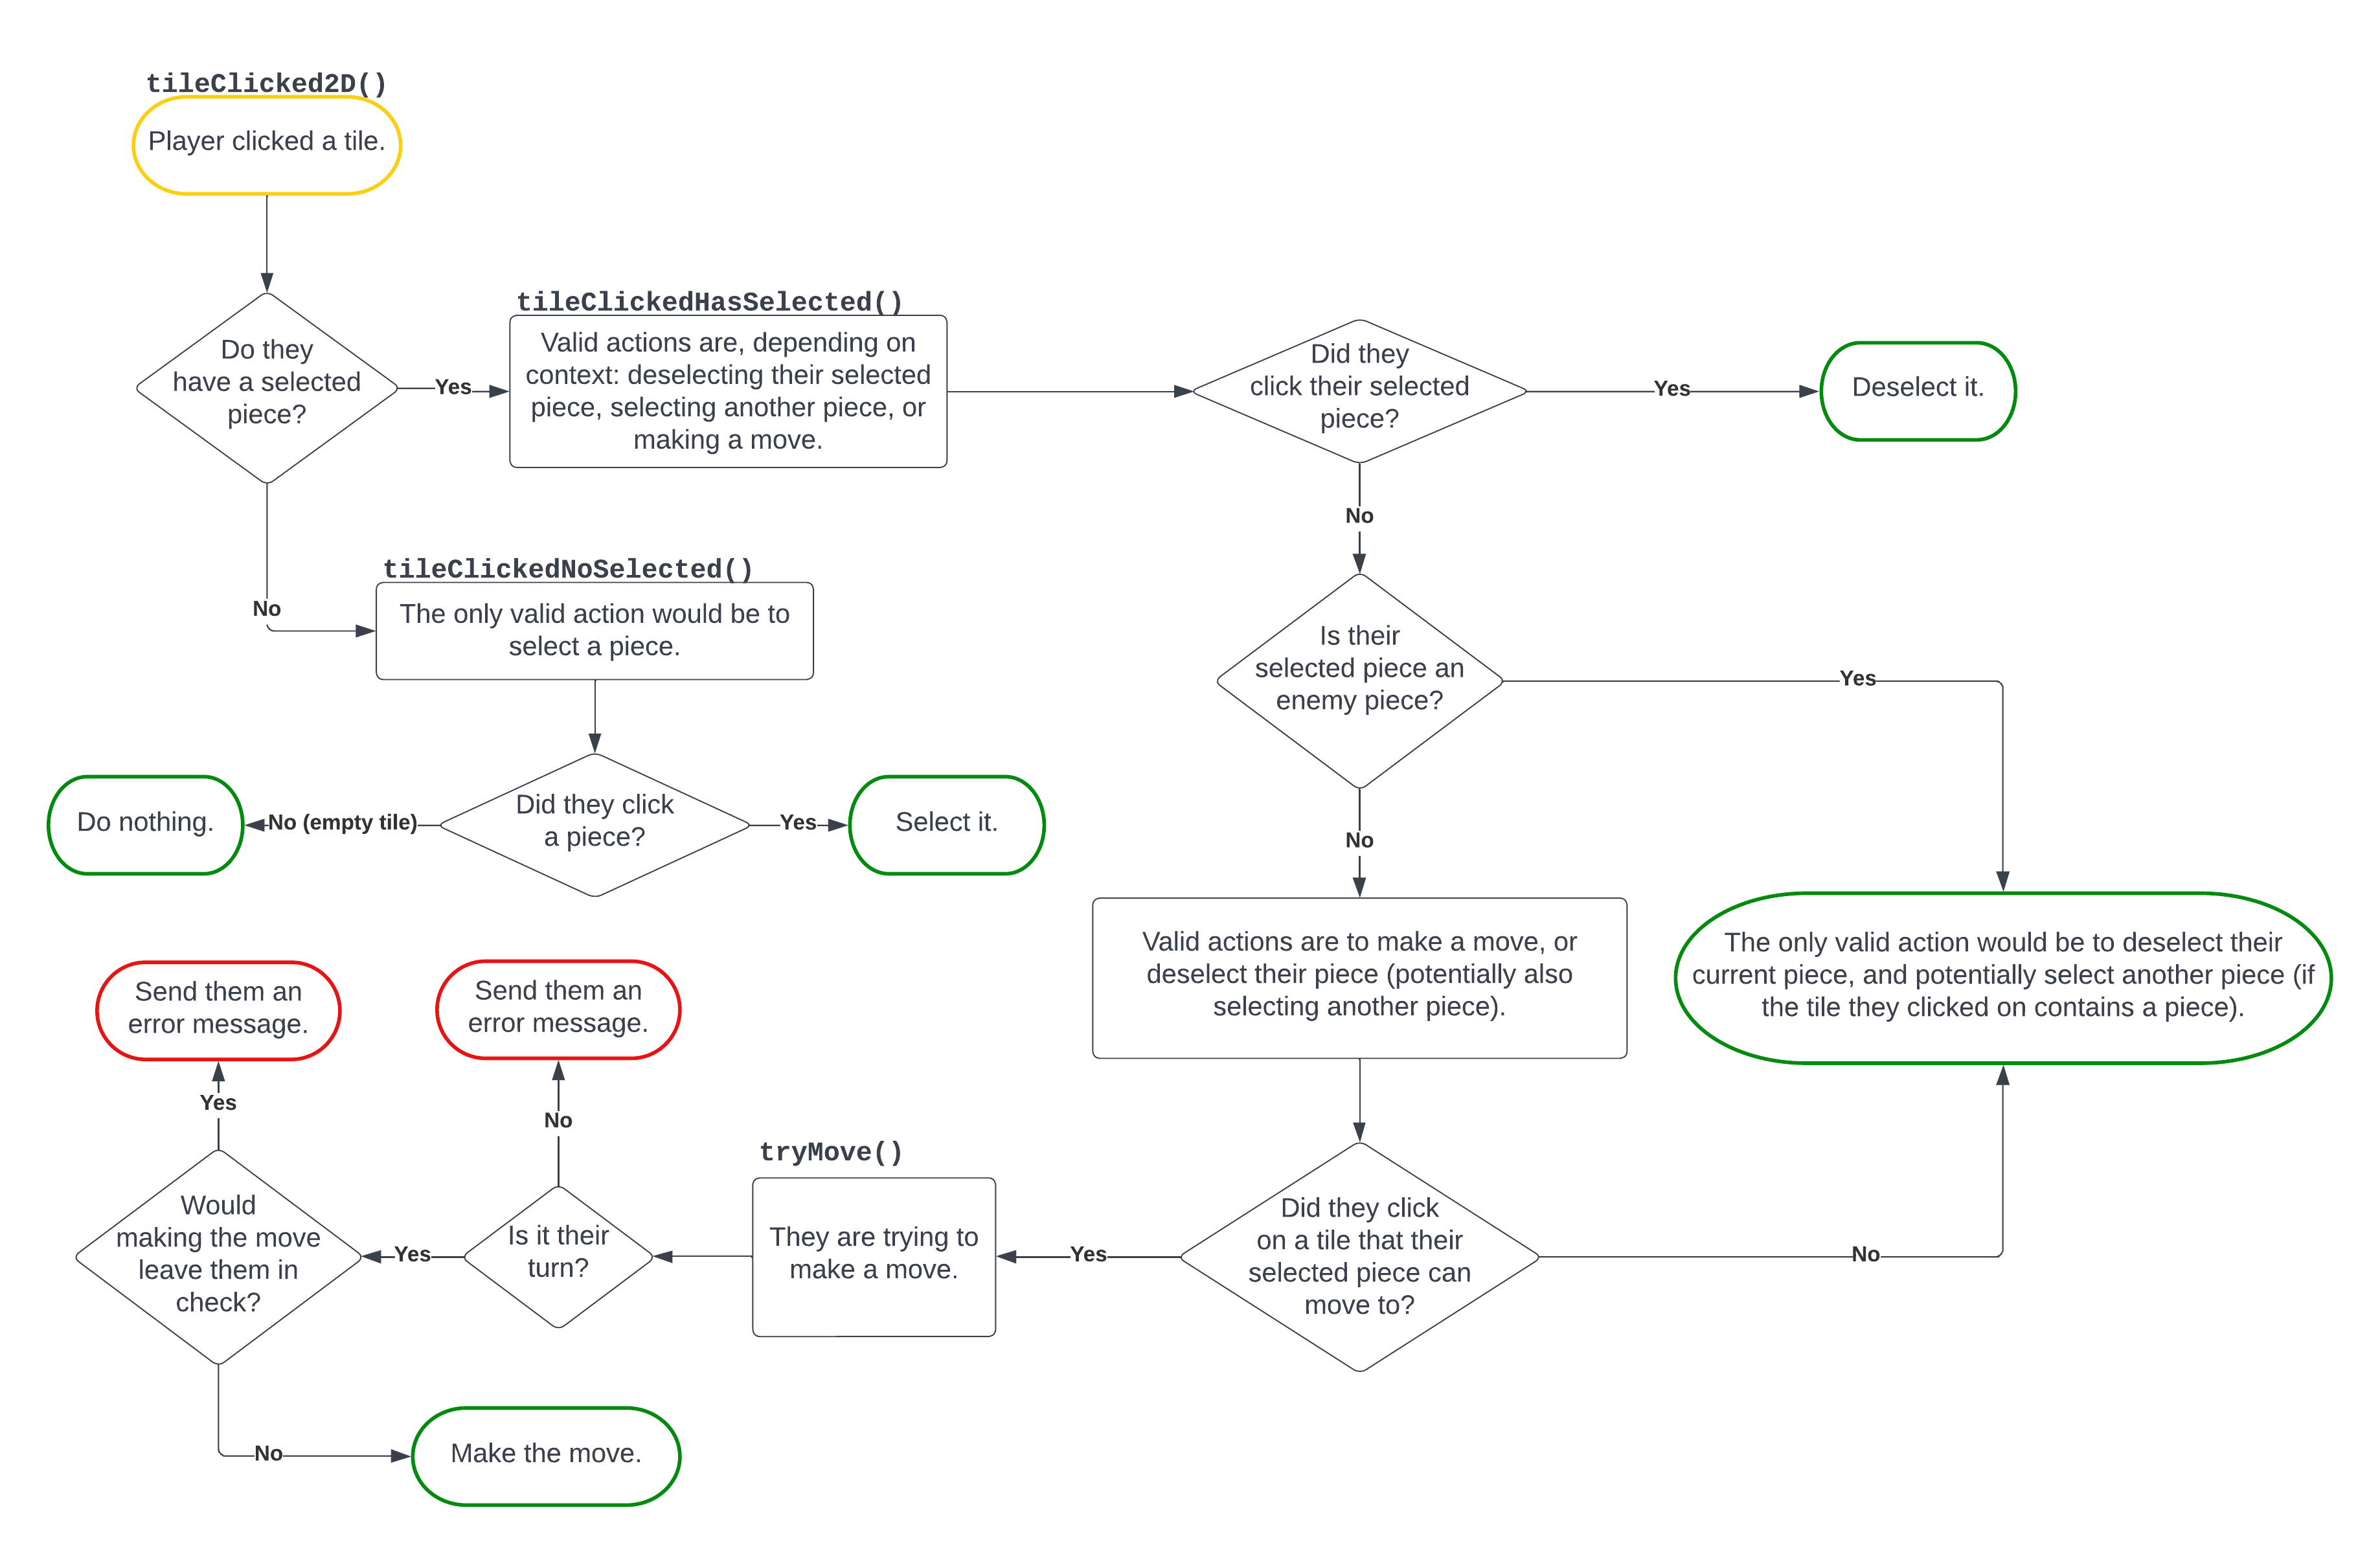 tileClicked2D()
Player clicked a tile.
Do they
have a selected
piece?
Yes
tileClickedHasSelected()
Valid actions are, depending on
context: deselecting their selected
piece, selecting another piece, or
making a move.
Did they
click their selected
piece?
Yes
Deselect it.
No
No
tileClickedNoSelected()
The only valid action would be to
select a piece.
Did they click
a piece?
No (empty tile)
Do nothing.
Yes
Select it.
Is their
selected piece an
enemy piece?
Yes
No
Valid actions are to make a move, or
deselect their piece (potentially also
selecting another piece).
The only valid action would be to deselect their
current piece, and potentially select another piece (if
the tile they clicked on contains a piece).
Did they click
on a tile that their
selected piece can
move to?
No
Yes
tryMove()
They are trying to
make a move.
Is it their
turn?
No
Send them an
error message.
Yes
Would
making the move
leave them in
check?
Yes
Send them an
error message.
No
Make the move.